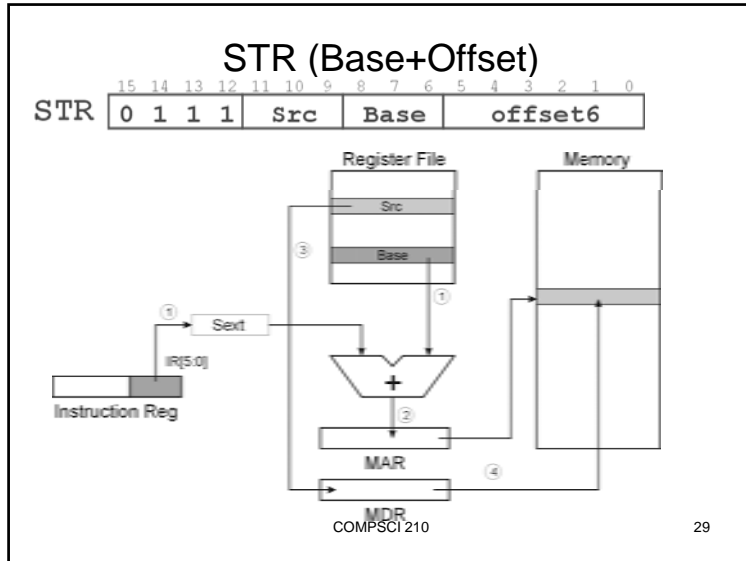 STR (Base+Offset)
15 14 13 12 11 10 9 8 7 6 5 4 3 2 1 0
STR 0 1 1 1 Src Base offset6
Register File Memory
Src
③
Base
①
①
Sext
IR[5:0]
+
Instruction Reg
②
MAR
④
MDR
COMPSCI 210 29